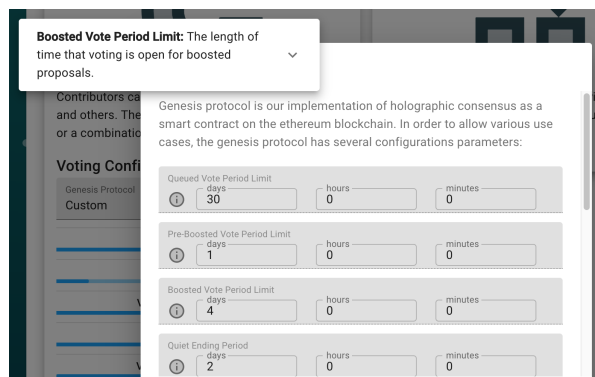 Boosted Vote Period Limit: The length of
time that voting is open for boosted
proposals.
Contributors ca
and others. The
or a combinatio
Voting Confi
Genesis Protocol
Custom
Genesis protocol is our implementation of holographic consensus as a
smart contract on the ethereum blockchain. In order to allow various use
cases, the genesis protocol has several configurations parameters:
Queued Vote Period Limit
days hours minutes
30 0 0
Pre-Boosted Vote Period Limit
days hours minutes
1 0 0
Boosted Vote Period Limit
days hours minutes
4 0 0
Quiet Ending Period
days hours minutes
2 0 0